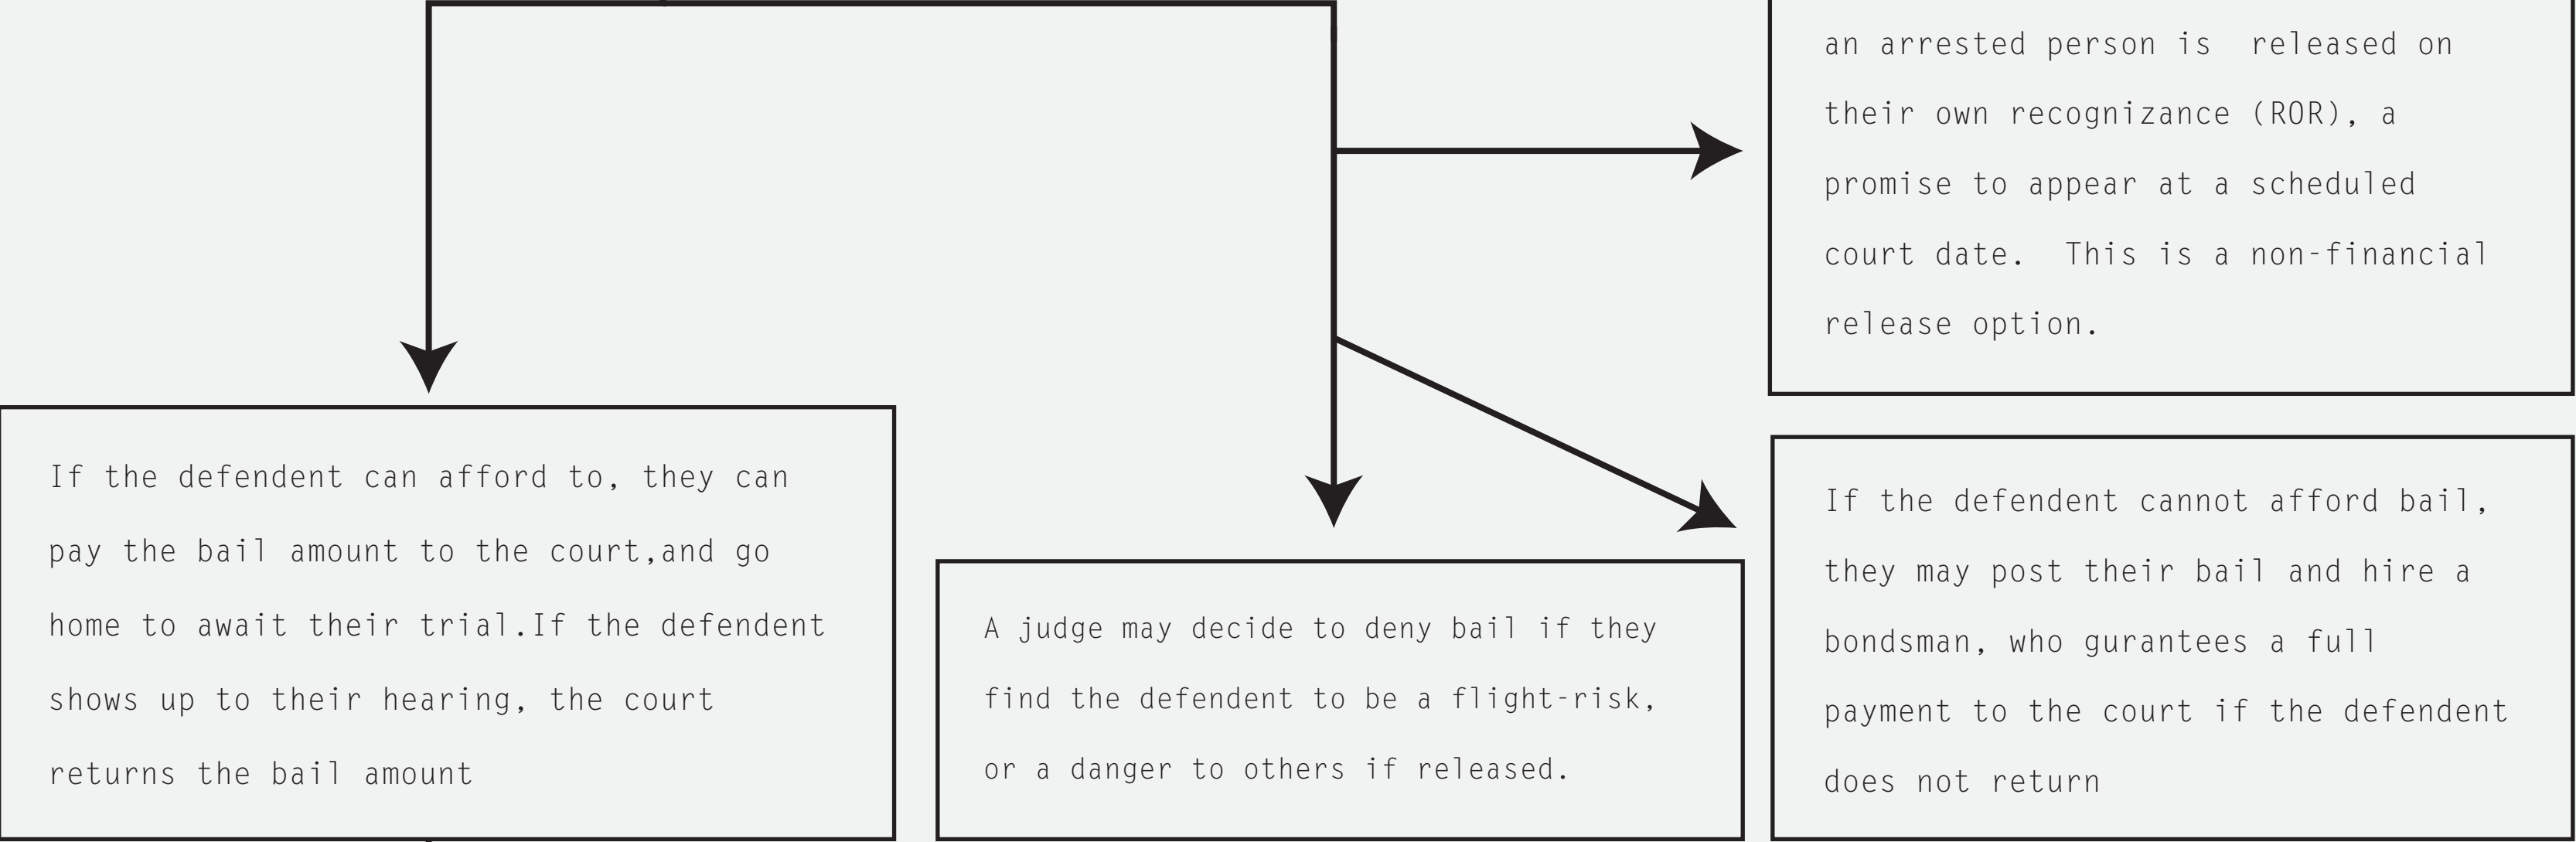 an arrested person is  released on
their own recognizance (ROR), a
promise to appear at a scheduled
court date.  This is a non-financial
release option.
If the defendent can afford to, they can
pay the bail amount to the court,and go
home to await their trial.If the defendent
shows up to their hearing, the court
returns the bail amount
A judge may decide to deny bail if they
find the defendent to be a flight-risk,
or a danger to others if released.
If the defendent cannot afford bail,
they may post their bail and hire a
bondsman, who gurantees a full
payment to the court if the defendent
does not return